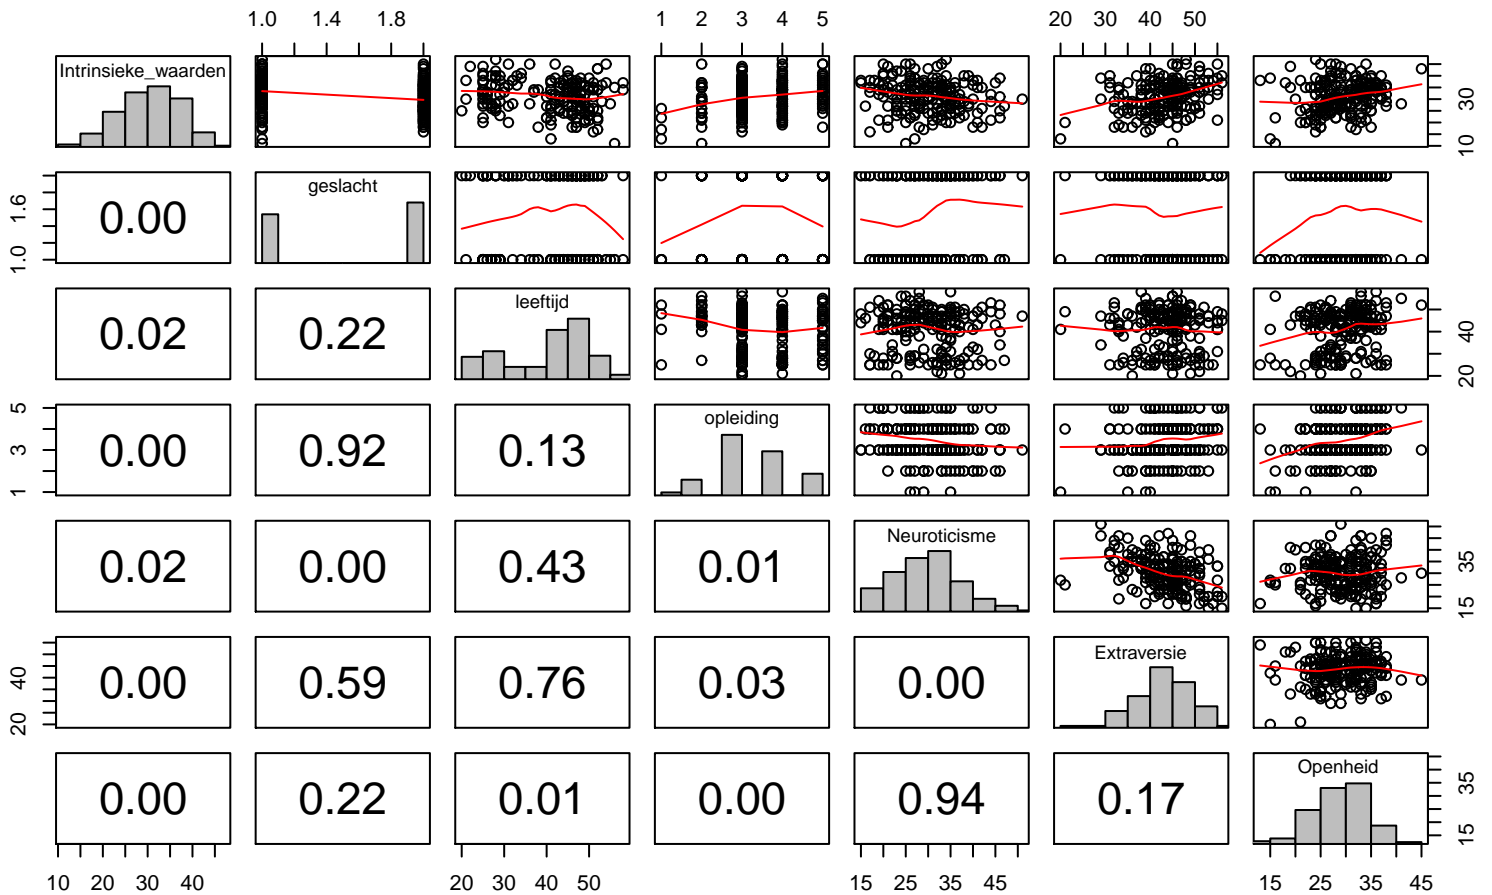 1.0 1.4 1.8 1 2 3 4 5 20 30 40 50
Intrinsieke_waarden
10 30
1.0 1.6
0.00 geslacht
0.02 0.22 leeftijd
20 40
1 3 5
0.00 0.92 0.13 opleiding
0.02 0.00 0.43 0.01 Neuroticisme
15 35
20 40
0.00 0.59 0.76 0.03 0.00 Extraversie
0.00 0.22 0.01 0.00 0.94 0.17 Openheid
15 35
10 20 30 40 20 30 40 50 15 25 35 45 15 25 35 45